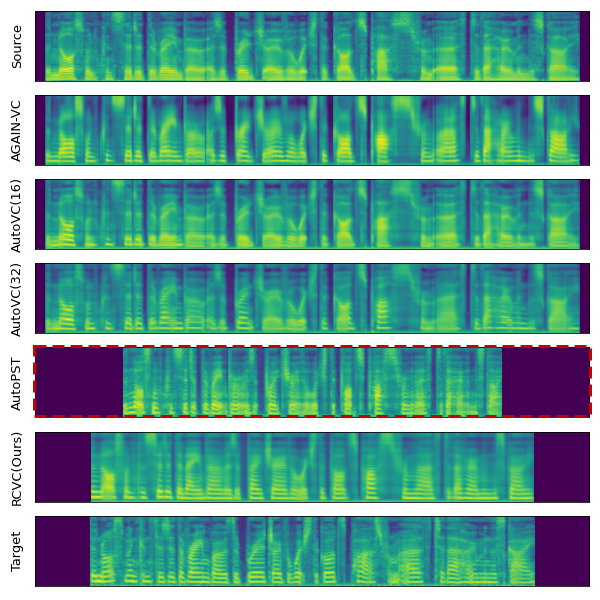 Source
AGAIN-VC
AutoVC(16)
AutoVC(32)
AutoPST
RCVC(Ours)
Target